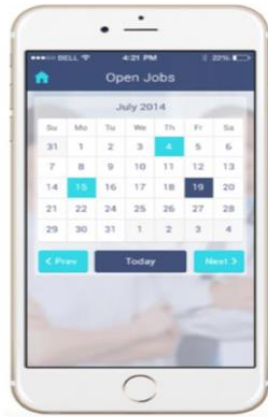 BELL 4:21 PM 22%
Open Jobs
July 2014
Su Mo Tu We Th Fr Sa
31 1 2 3 4 5 6
7 8 9 10 11 12 13
14 15 16 17 18 19 20
21 22 24 25 26 27 28
29 30 31 1 2 3 4
< Prev Today Next >